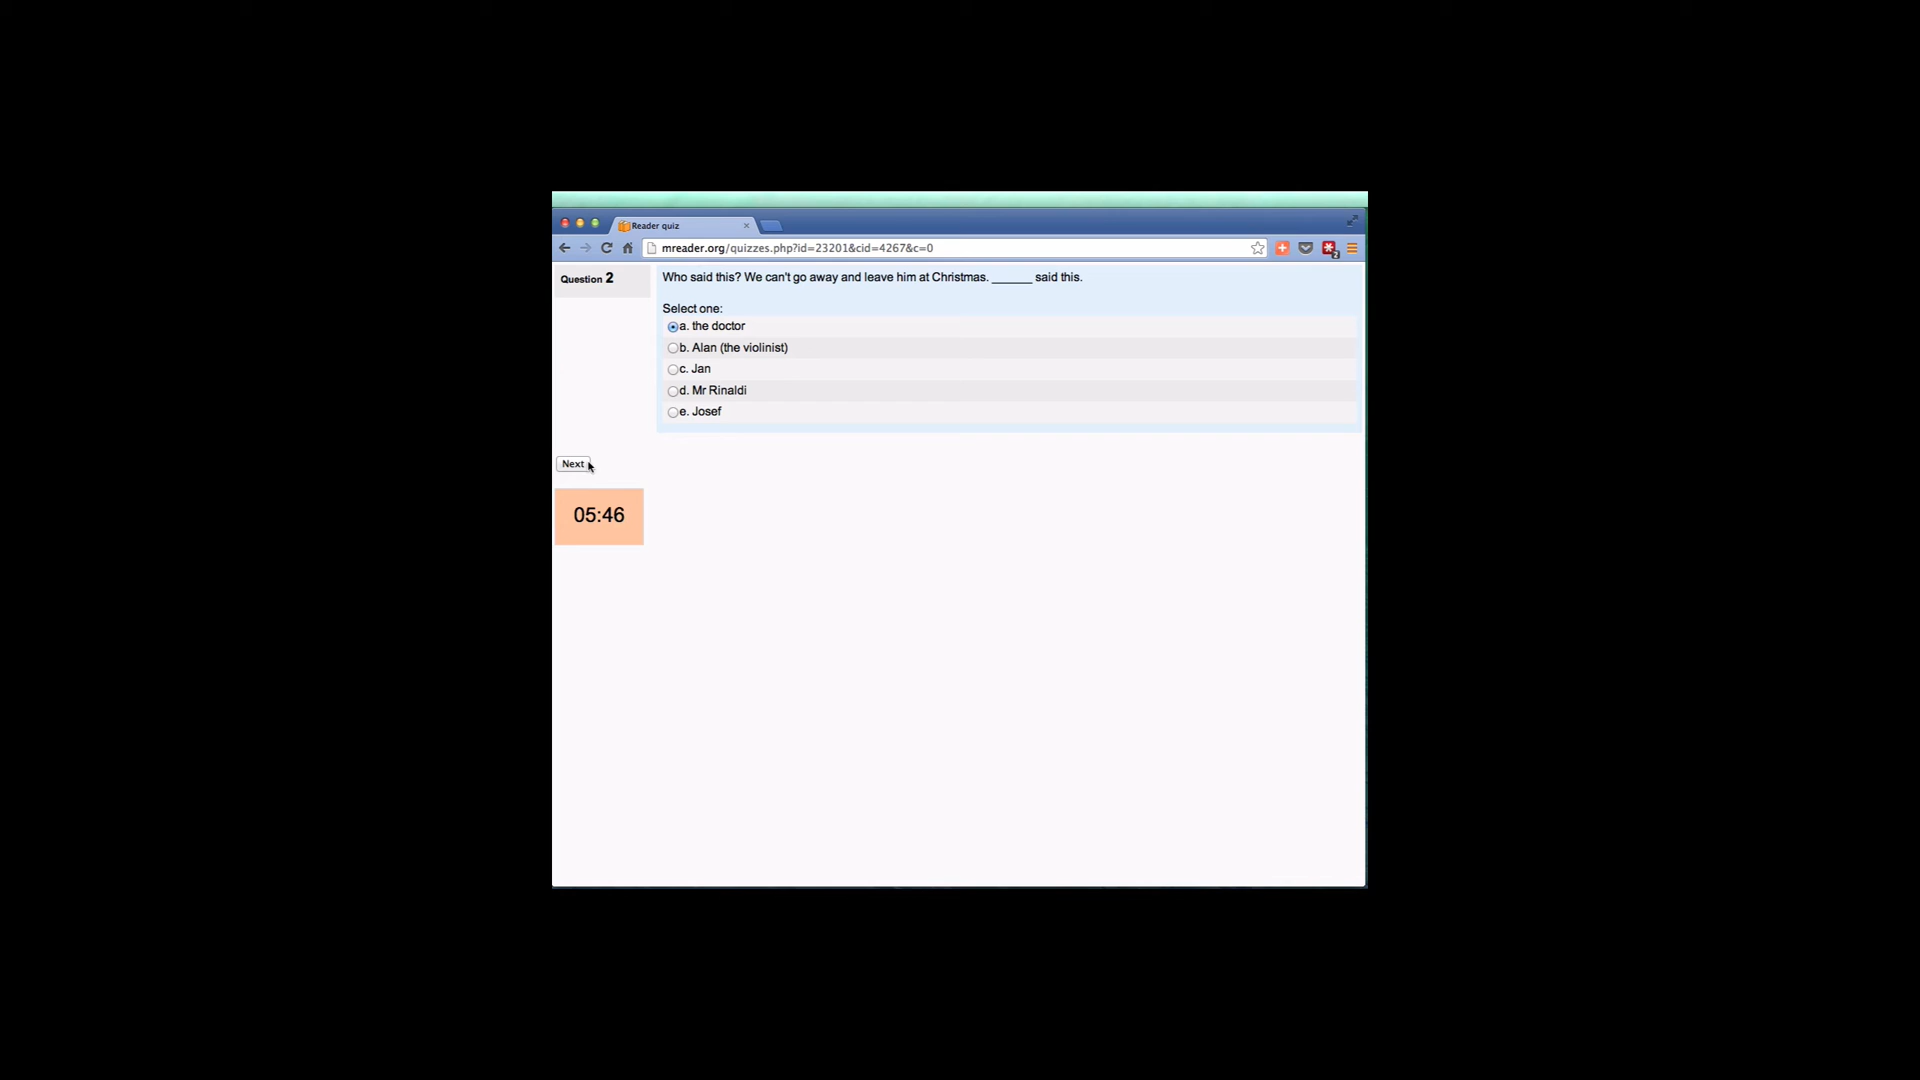 Reader quiz
mreader.org/quizzes.php?id=23201&cid=4267&c=0
2
Question 2
Who said this? We can't go away and leave him at Christmas. ______ said this.
Select one:
a. the doctor
b. Alan (the violinist)
c. Jan
d. Mr Rinaldi
e. Josef
Next
05:46